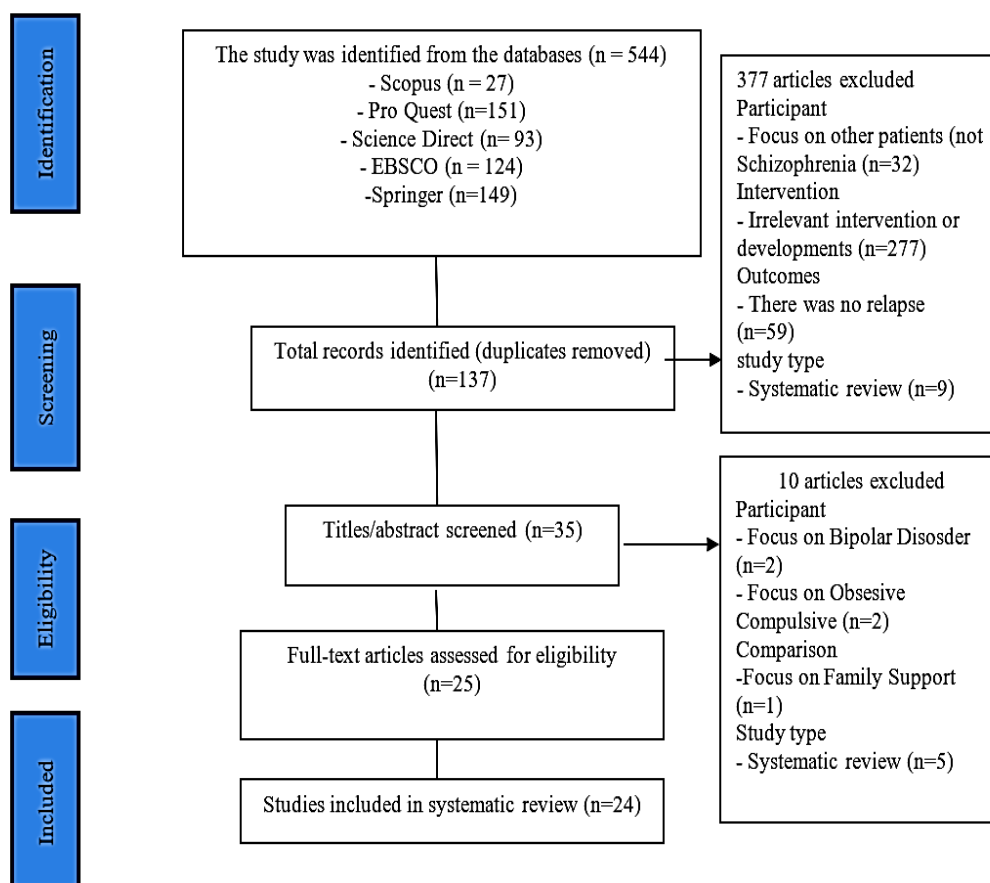 Identification
The study was identified from the databases (n = 544)
- Scopus (n = 27)
- Pro Quest (n=151)
- Science Direct (n= 93)
- EBSCO (n = 124)
-Springer (n=149)
377 articles excluded
Participant
- Focus on other patients (not
Schizophrenia (n=32)
Intervention
- Irrelevant intervention or
developments (n=277)
Outcomes
- There was no relapse
(n=59)
study type
- Systematic review (n=9)
Screening
Total records identified (duplicates removed)
(n=137)
Eligibility
Titles/abstract screened (n=35)
10 articles excluded
Participant
- Focus on Bipolar Disosder
(n=2)
- Focus on Obsesive
Compulsive (n=2)
Comparison
-Focus on Family Support
(n=1)
Study type
- Systematic review (n=5)
Full-text articles assessed for eligibility
(n=25)
Included
Studies included in systematic review (n=24)